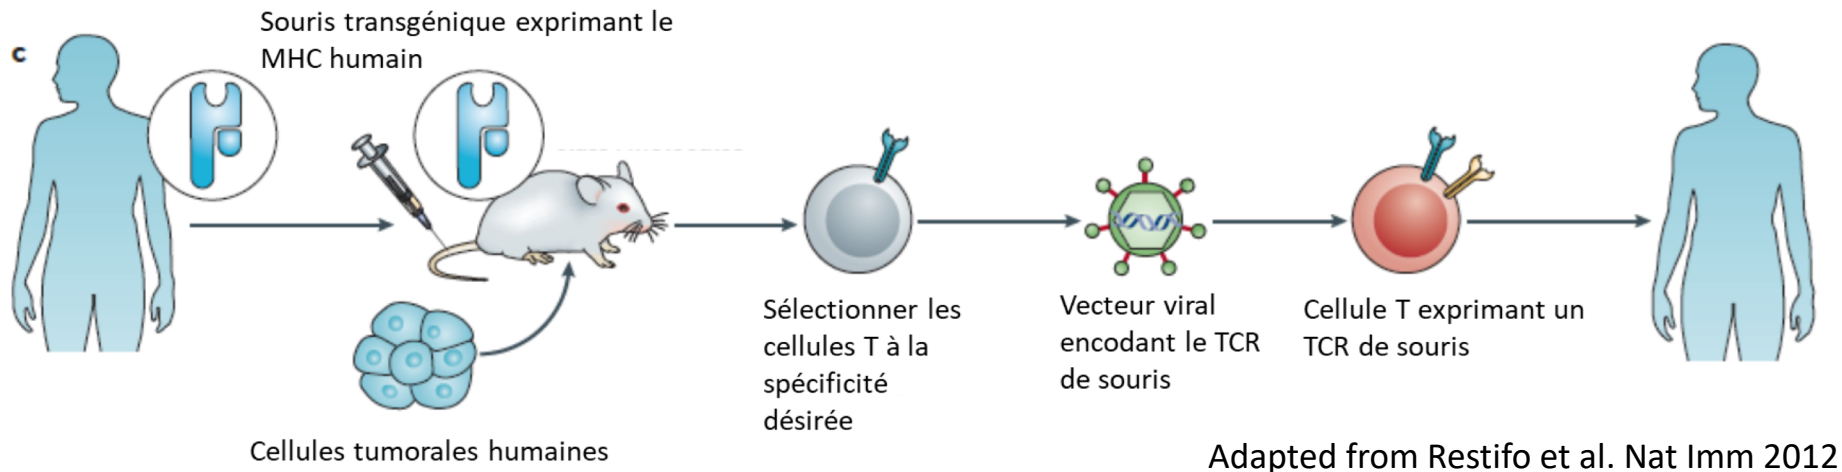 Souris transgénique exprimant le
MHC humain
c
Sélectionner les
cellules T à la
spécificité
désirée
Vecteur viral
encodant le TCR
de souris
Cellule T exprimant un
TCR de souris
Cellules tumorales humaines
Adapted from Restifo et al. Nat Imm 2012